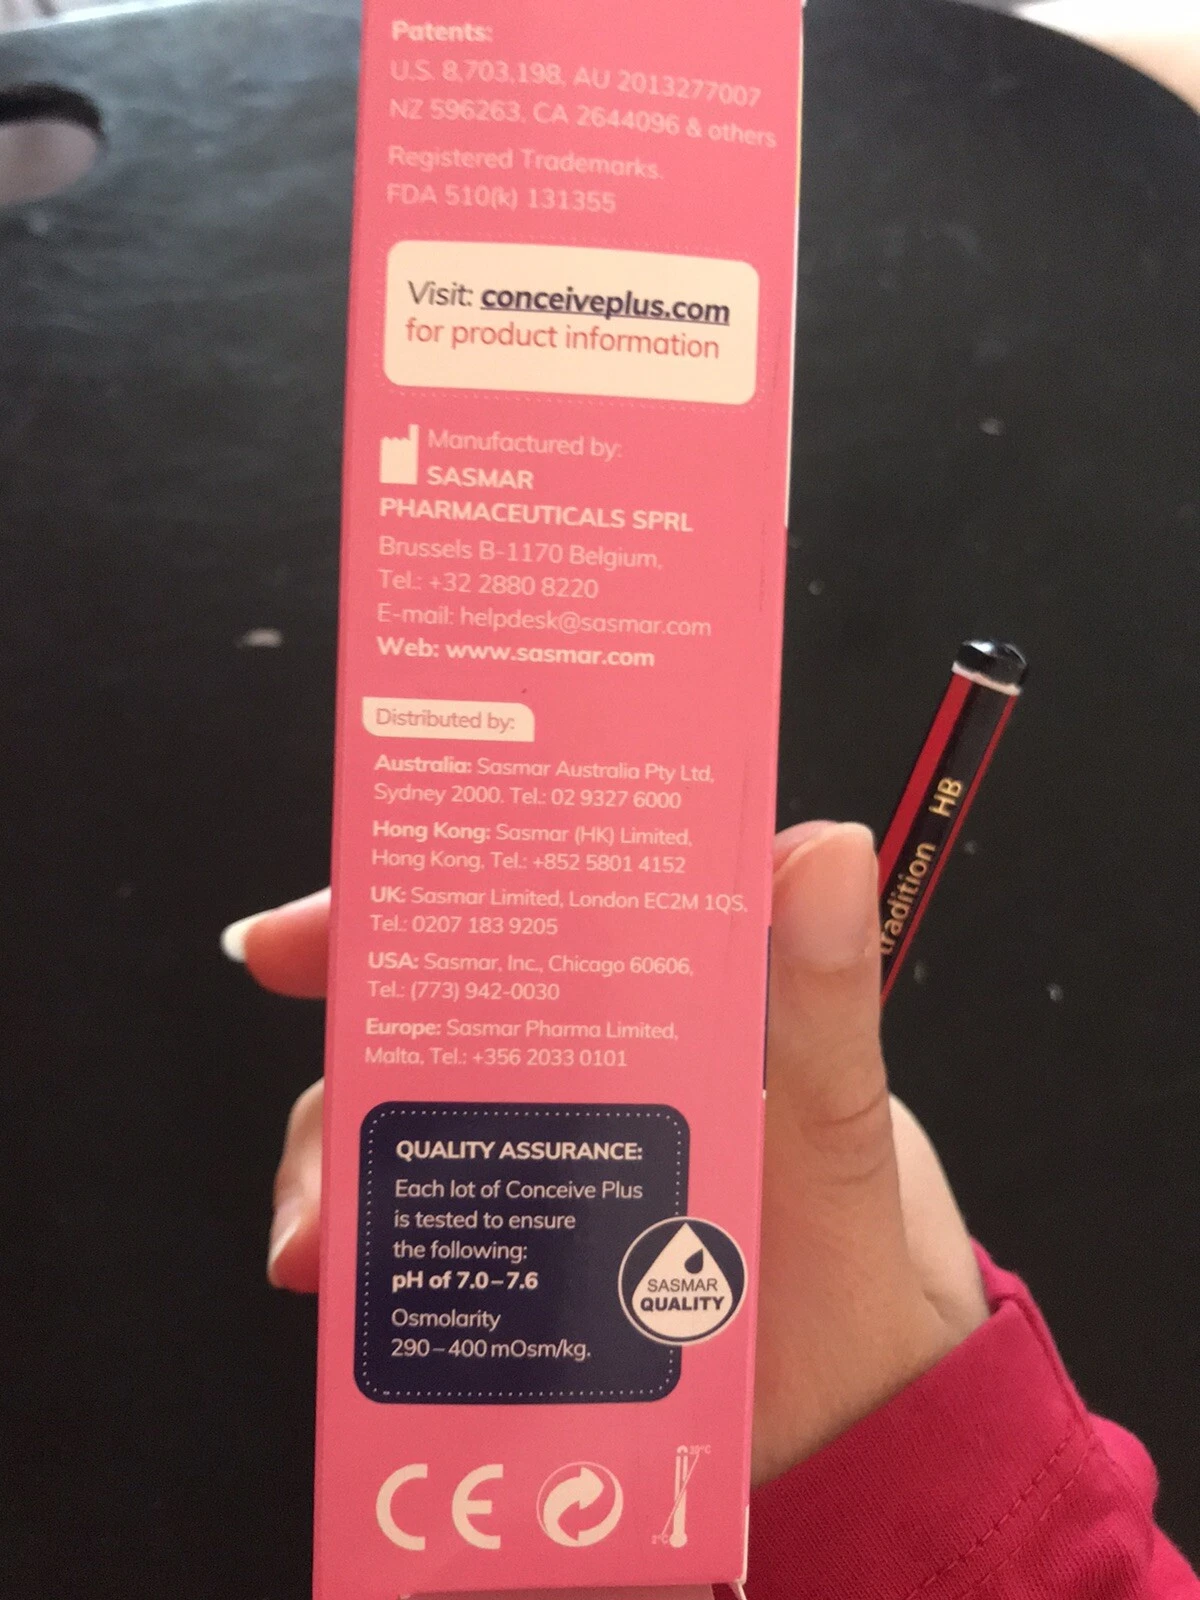 Patents:
U.S. 8,703,198, AU 2013277007
NZ 596263, CA 2644096 & others
Registered Trademarks.
FDA 510(k) 131355
Visit: conceiveplus.com
for product information
Manufactured by:
SASMAR
PHARMACEUTICALS SPRL
Brussels B-1170 Belgium,
Tel.: +32 2880 8220
E-mail: helpdesk@sasmar.com
Web: www.sasmar.com
Distributed by:
Australia: Sasmar Australia Pty Ltd,
Sydney 2000. Tel.: 02 9327 6000
Hong Kong: Sasmar (HK) Limited,
Hong Kong, Tel.: +852 5801 4152
UK: Sasmar Limited, London EC2M 1QS,
Tel.: 0207 183 9205
USA: Sasmar, Inc., Chicago 60606,
Tel.: (773) 942-0030
Europe: Sasmar Pharma Limited,
Malta, Tel.: +356 2033 0101
QUALITY ASSURANCE:
Each lot of Conceive Plus
is tested to ensure
the following:
pH of 7.0–7.6
Osmolarity
290–400 mOsm/kg.
SASMAR
QUALITY
CE
2°C
tradition HB